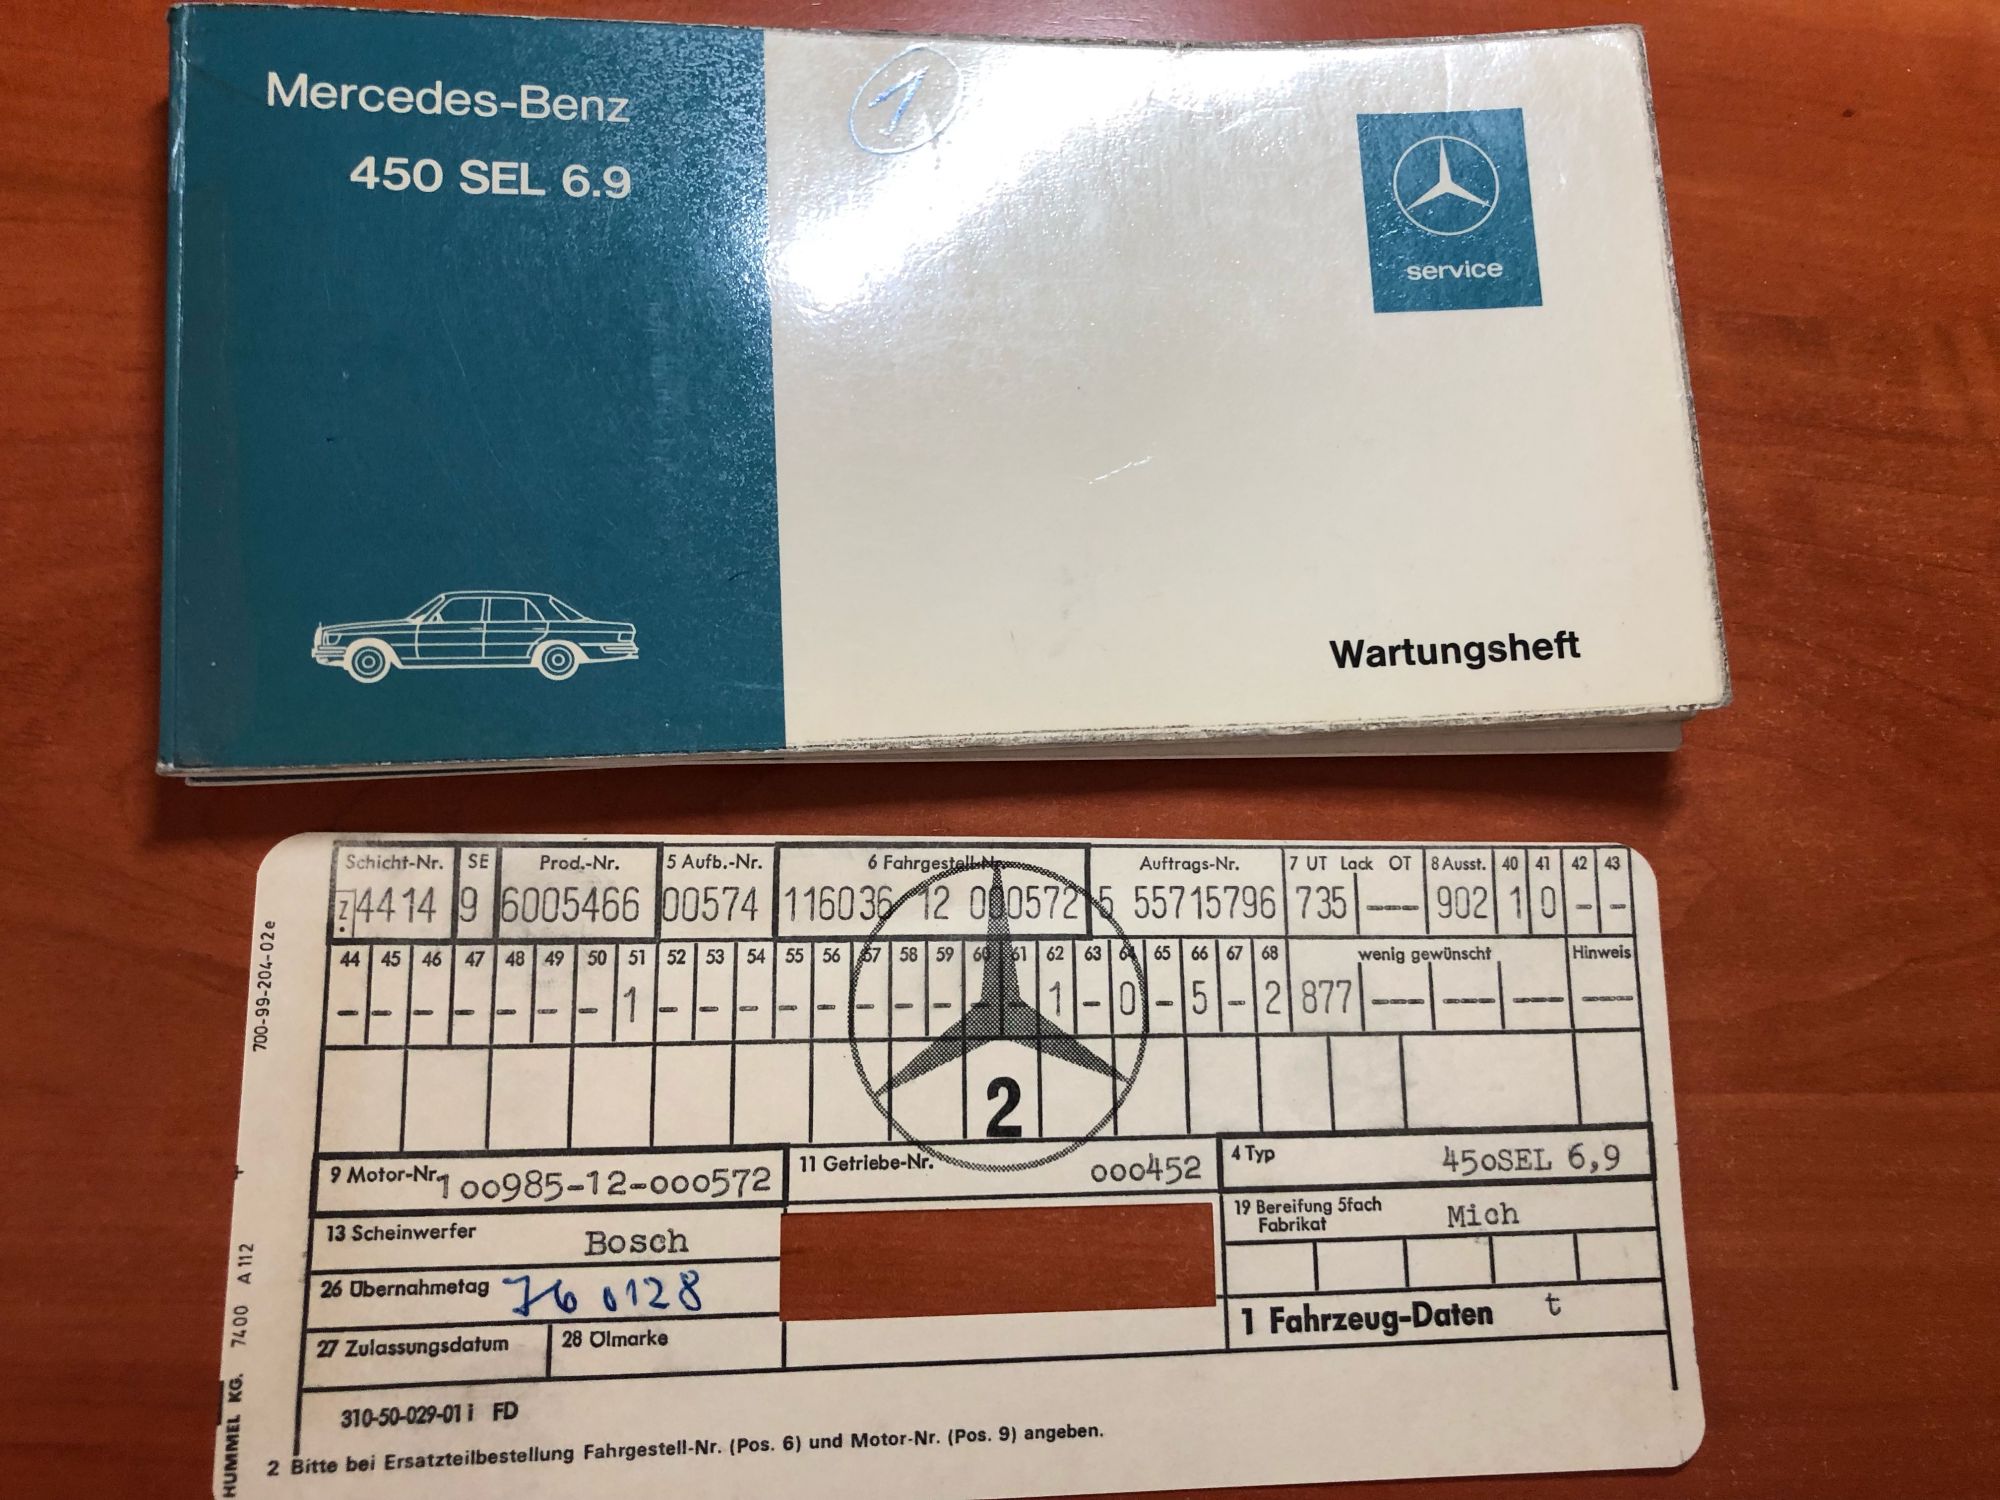 Mercedes-Benz
450 SEL 6.9
1
service
Wartungsheft
Schicht-Nr. SE Prod.-Nr. 5 Aufb.-Nr. 6 Fahrgestell-Nr. Auftrags-Nr. 7 UT Lack OT 8 Ausst. 40 41 42 43
Z 4414 9 6005466 00574 116036 12 000572 5 55715796 735 --- 902 1 0 - -
44 45 46 47 48 49 50 51 52 53 54 55 56 57 58 59 60 61 62 63 64 65 66 67 68 wenig gewünscht Hinweis
- - - - - - - 1 - - - - - - - - - - 1 - 0 - 5 - 2 877 --- --- --- ---
2
9 Motor-Nr. 100985-12-000572 11 Getriebe-Nr. 000452 4 Typ 450SEL 6,9
13 Scheinwerfer Bosch 19 Bereifung 5fach Mich
Fabrikat
26 Übernahmetag 760128
1 Fahrzeug-Daten t
27 Zulassungsdatum 28 Ölmarke
310-50-029-01 i FD
2 Bitte bei Ersatzteilbestellung Fahrgestell-Nr. (Pos. 6) und Motor-Nr. (Pos. 9) angeben.
HUMMEL KG. 7400 A 112 + 700-99-204-02e